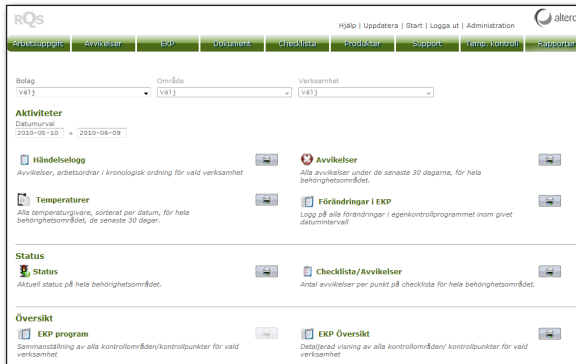 RQS
Hjälp | Uppdatera | Start | Logga ut | Administration
altero
Arbetsuppgift Avvikelser EKP Dokument Checklista Produkter Support Temp. kontroll Rapporter
Bolag Område Verksamhet
Välj Välj Välj
Aktiviteter
Datumurval
2010-05-10 » 2010-06-09
Händelselogg
Avvikelser, arbetsordrar i kronologisk ordning för vald verksamhet
Avvikelser
Alla avvikelser under de senaste 30 dagarna, för hela
behörighetsområdet.
Temperaturer
Alla temperaturgivare, sorterat per datum, för hela
behörighetsområdet, de senaste 30 dagar.
Förändringar i EKP
Logg på alla förändringar i egenkontrollprogrammet inom givet
datumintervall
Status
Status
Aktuell status på hela behörighetsområdet.
Checklista/Avvikelser
Antal avvikelser per punkt på checklista för hela behörighetsområdet.
Översikt
EKP program
Sammanställning av alla kontrollområden/kontrollpunkter för vald
verksamhet
EKP Översikt
Detaljerad visning av alla kontrollområden/ kontrollpunkter för vald
verksamhet